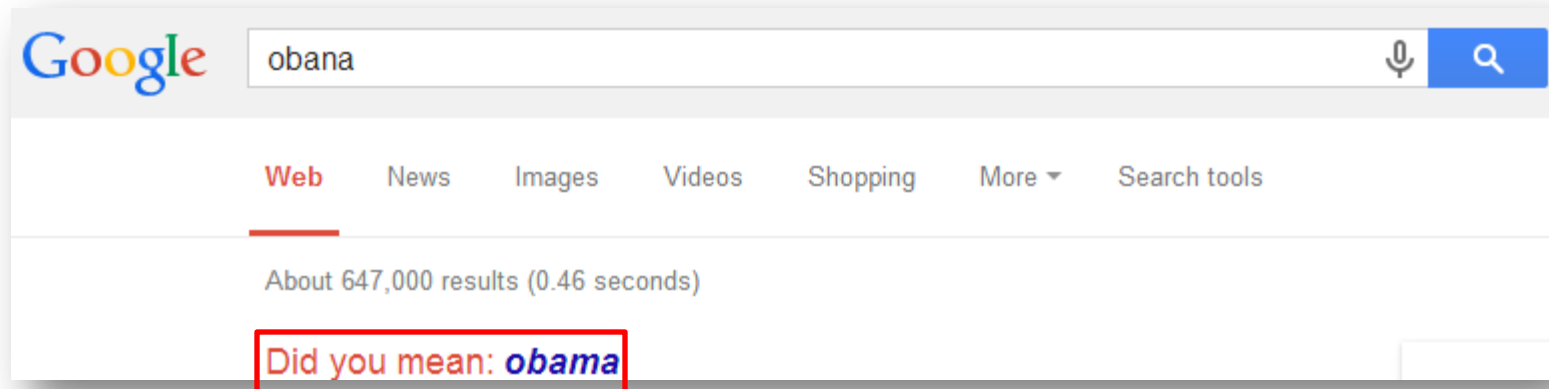 Google obana
Web News Images Videos Shopping More Search tools
About 647,000 results (0.46 seconds)
Did you mean: obama